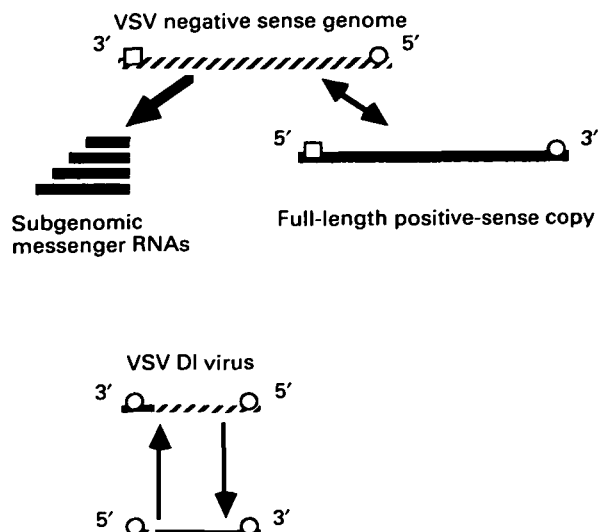 VSV negative sense genome
3′ 5′
5′ 3′
Subgenomic
messenger RNAs
Full-length positive-sense copy
VSV DI virus
3′ 5′
5′ 3′